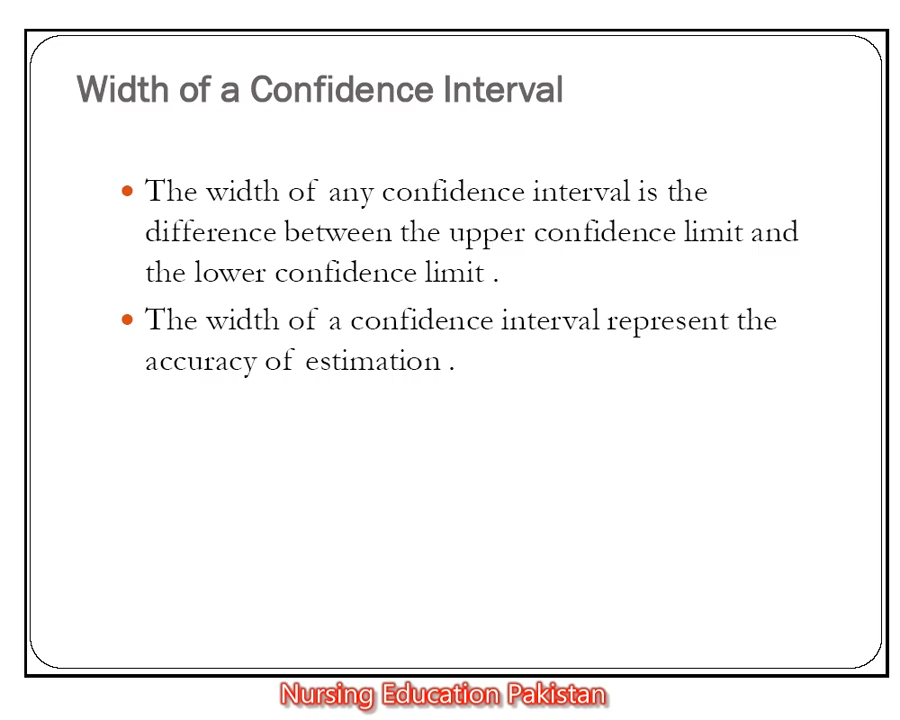 Width of a Confidence Interval
• The width of any confidence interval is the
difference between the upper confidence limit and
the lower confidence limit .
• The width of a confidence interval represent the
accuracy of estimation .
Nursing Education Pakistan